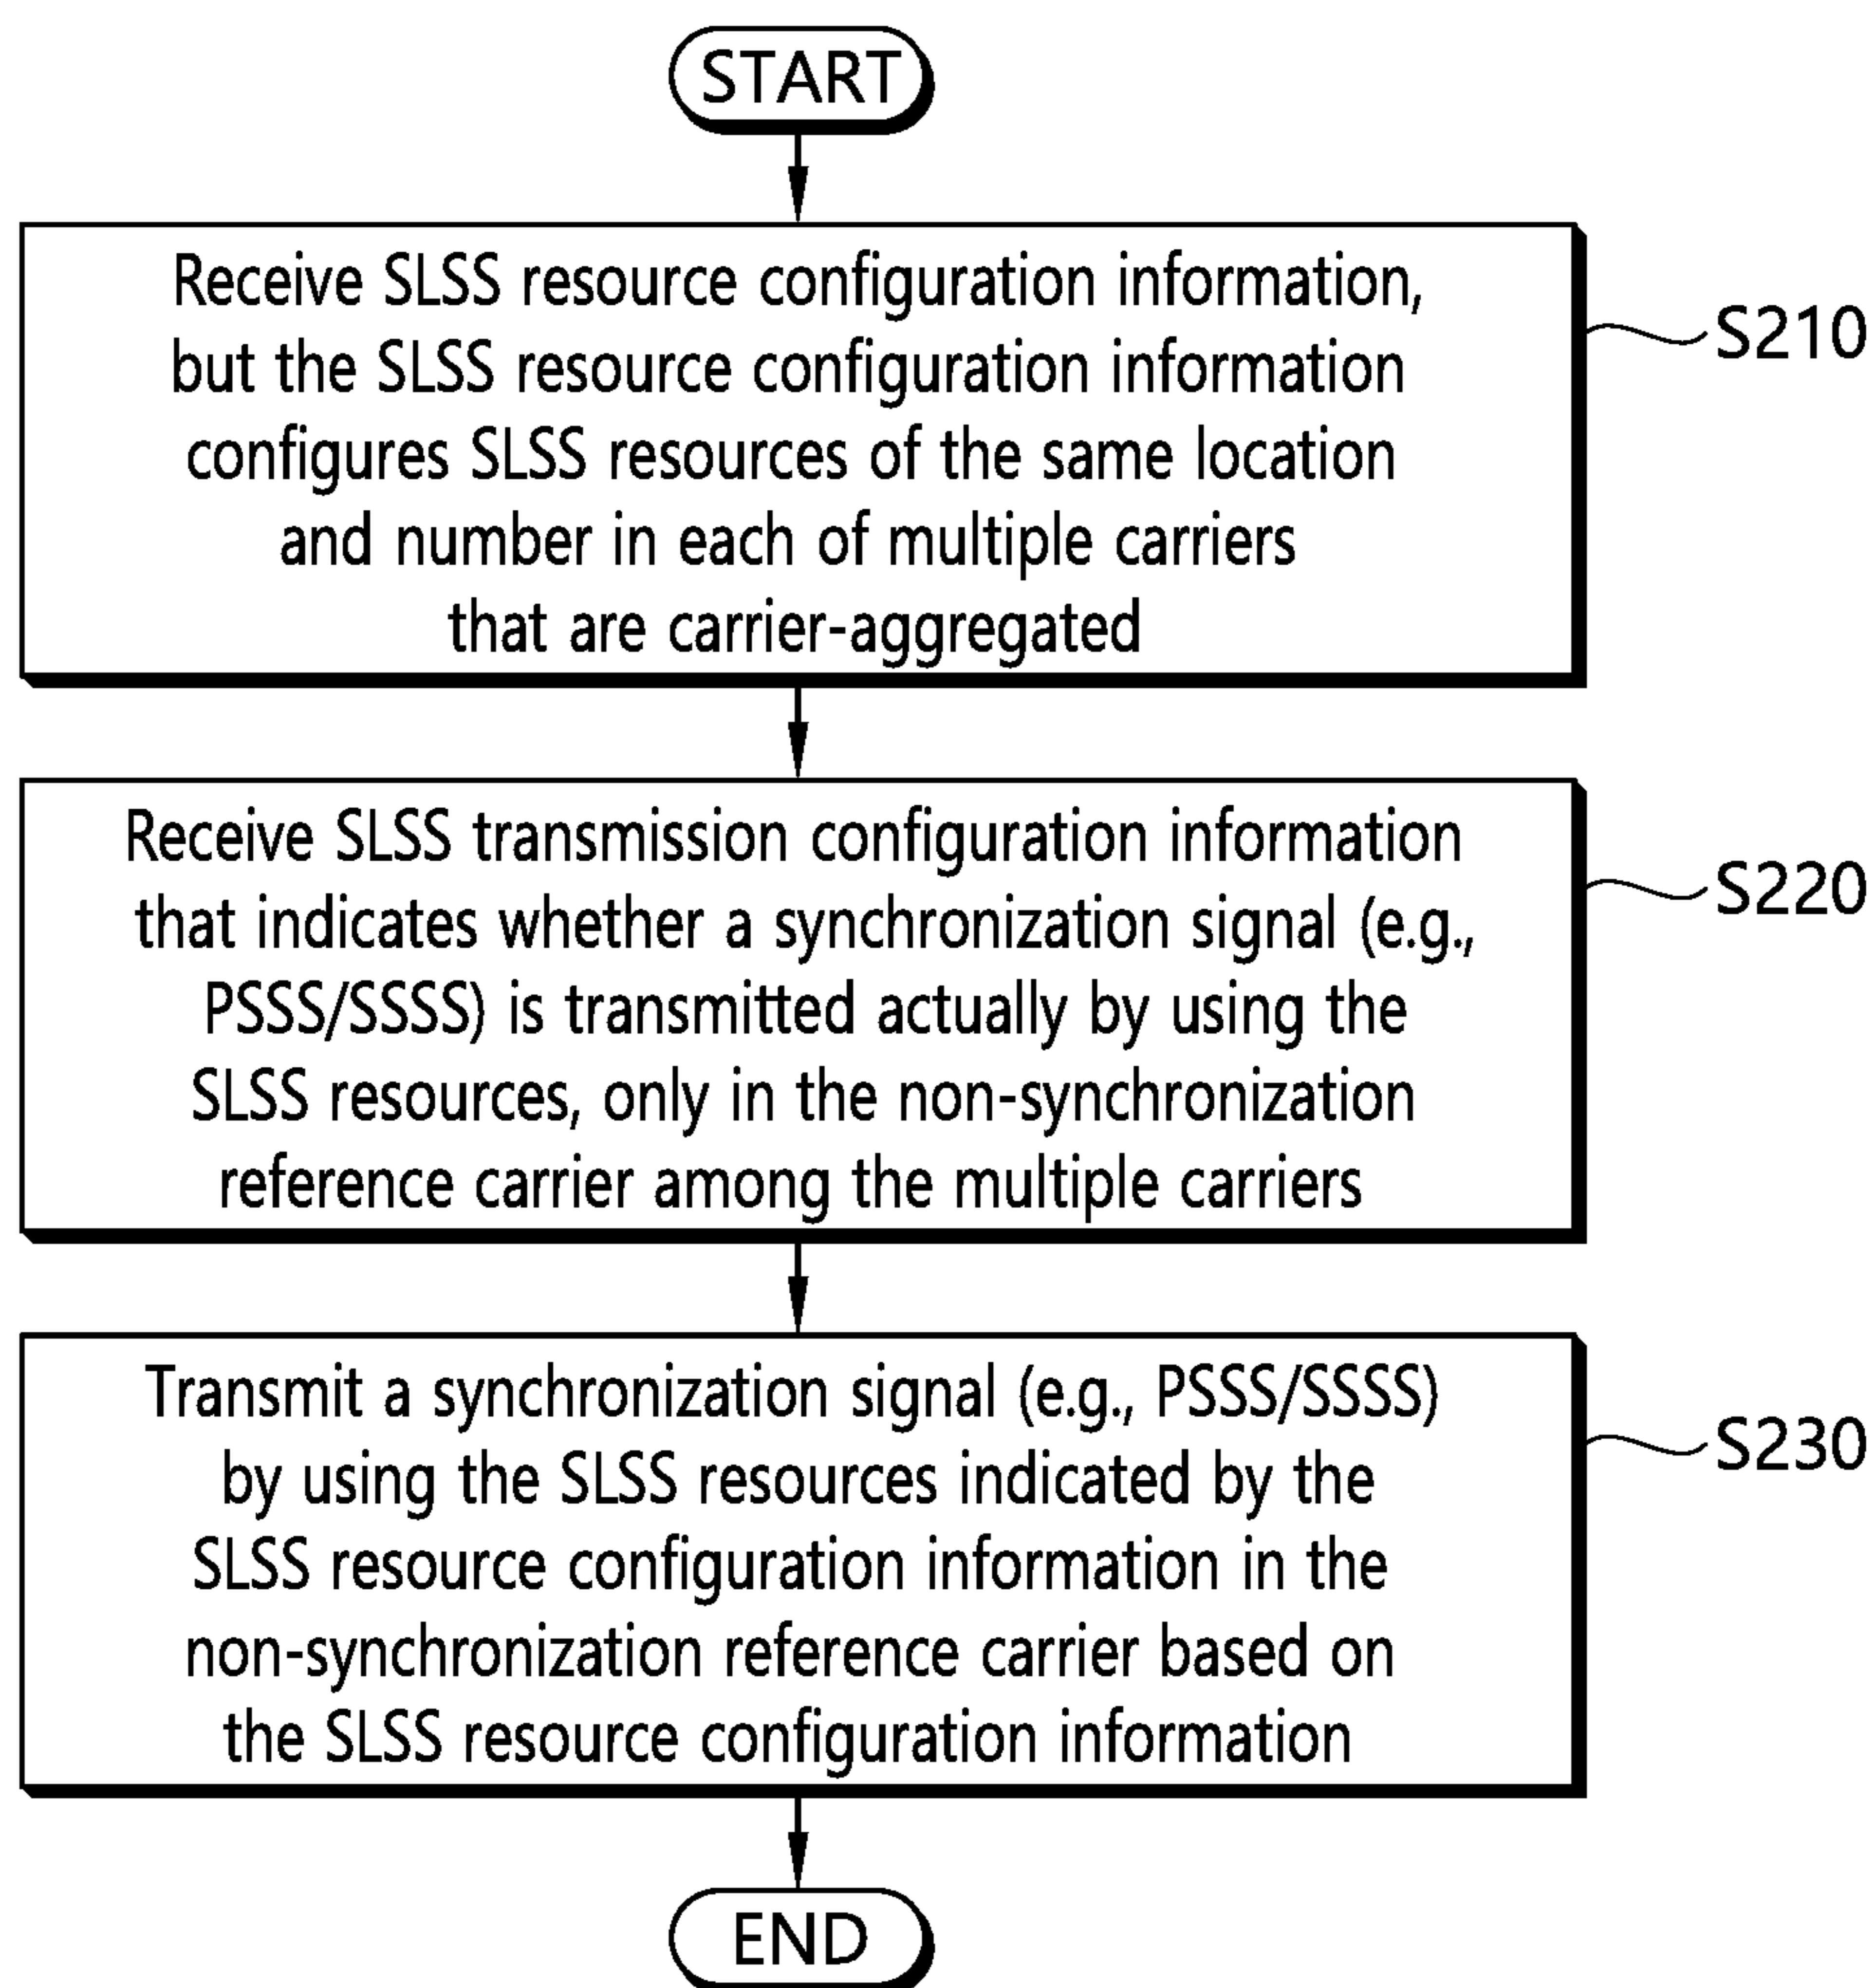 START
Receive SLSS resource configuration information,
but the SLSS resource configuration information
configures SLSS resources of the same location
and number in each of multiple carriers
that are carrier-aggregated
S210
Receive SLSS transmission configuration information
that indicates whether a synchronization signal (e.g.,
PSSS/SSSS) is transmitted actually by using the
SLSS resources, only in the non-synchronization
reference carrier among the multiple carriers
S220
Transmit a synchronization signal (e.g., PSSS/SSSS)
by using the SLSS resources indicated by the
SLSS resource configuration information in the
non-synchronization reference carrier based on
the SLSS resource configuration information
S230
END